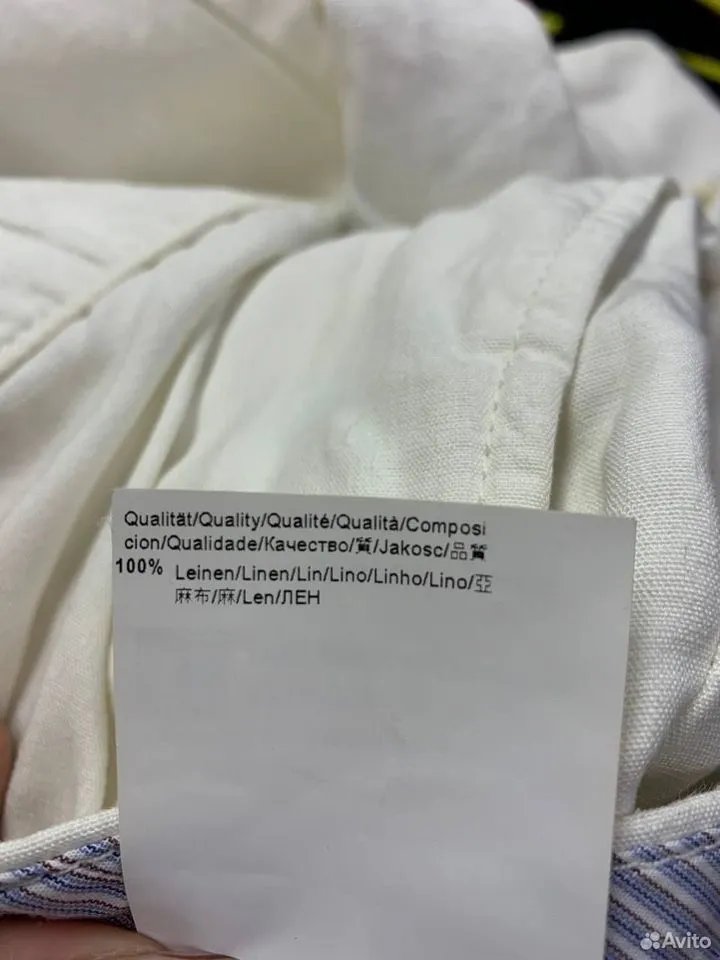 Qualität/Quality/Qualité/Qualità/Composi
cion/Qualidade/Качество/質/Jakosc/品質
100% Leinen/Linen/Lin/Lino/Linho/Lino/亞
麻布/麻/Len/ЛЕН
Avito